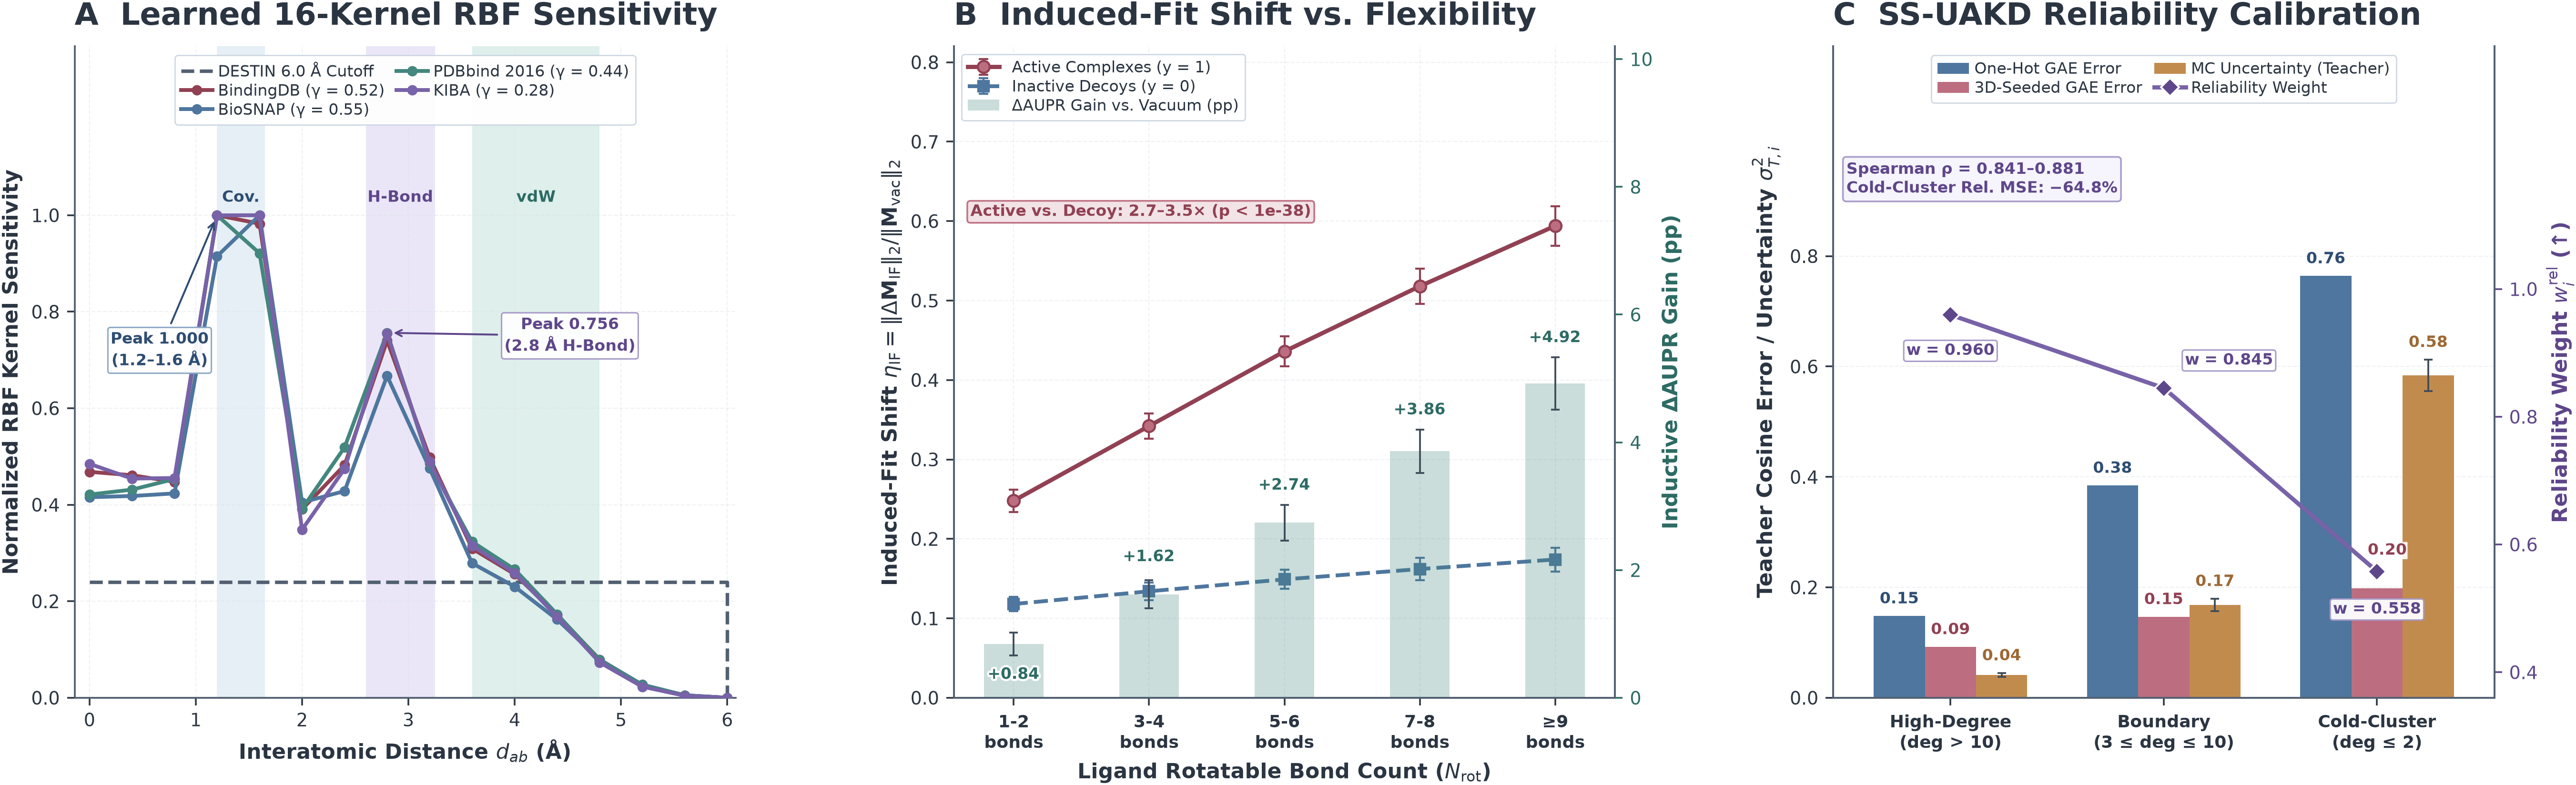 A Learned 16-Kernel RBF Sensitivity
DESTIN 6.0 Å Cutoff
BindingDB (γ = 0.52)
BioSNAP (γ = 0.55)
PDBbind 2016 (γ = 0.44)
KIBA (γ = 0.28)
Cov.
H-Bond
vdW
Peak 1.000
(1.2–1.6 Å)
Peak 0.756
(2.8 Å H-Bond)
Normalized RBF Kernel Sensitivity
1.0
0.8
0.6
0.4
0.2
0.0
0 1 2 3 4 5 6
Interatomic Distance d_ab (Å)
B Induced-Fit Shift vs. Flexibility
Active Complexes (y = 1)
Inactive Decoys (y = 0)
ΔAUPR Gain vs. Vacuum (pp)
Active vs. Decoy: 2.7–3.5× (p < 1e-38)
Induced-Fit Shift η_IF = ‖ΔM_IF‖₂/‖M_vac‖₂
0.8
0.7
0.6
0.5
0.4
0.3
0.2
0.1
0.0
+0.84
+1.62
+2.74
+3.86
+4.92
10
8
6
4
2
0
Inductive ΔAUPR Gain (pp)
1-2 3-4 5-6 7-8 ≥9
bonds bonds bonds bonds bonds
Ligand Rotatable Bond Count (N_rot)
C SS-UAKD Reliability Calibration
One-Hot GAE Error
3D-Seeded GAE Error
MC Uncertainty (Teacher)
Reliability Weight
Spearman ρ = 0.841–0.881
Cold-Cluster Rel. MSE: −64.8%
Teacher Cosine Error / Uncertainty σ²_T,i
0.8
0.6
0.4
0.2
0.0
w = 0.960
w = 0.845
w = 0.558
0.15
0.09
0.04
0.38
0.15
0.17
0.76
0.20
0.58
1.0
0.8
0.6
0.4
Reliability Weight w_i^rel (↑)
High-Degree Boundary Cold-Cluster
(deg > 10) (3 ≤ deg ≤ 10) (deg ≤ 2)